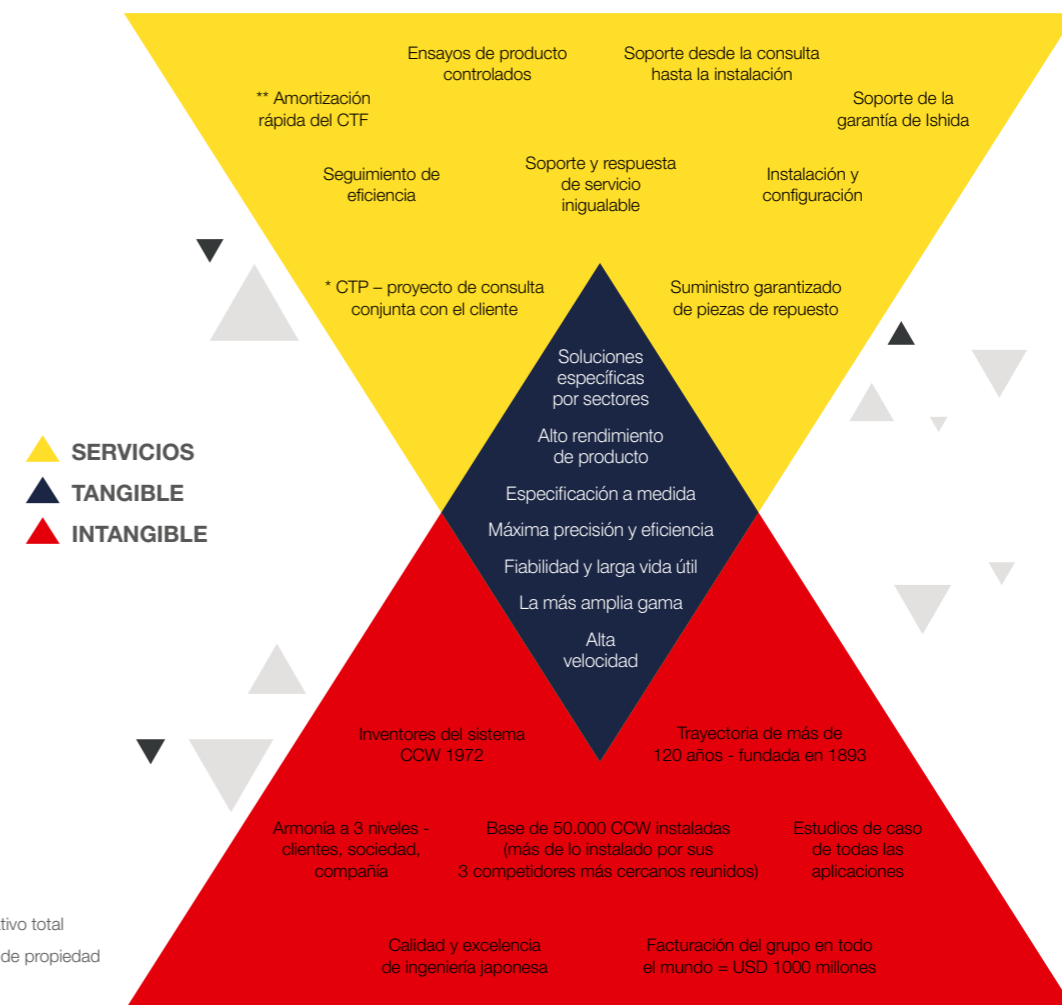 Ensayos de producto
controlados
Soporte desde la consulta
hasta la instalación
** Amortización
rápida del CTF
Soporte de la
garantía de Ishida
Seguimiento de
eficiencia
Soporte y respuesta
de servicio
inigualable
Instalación y
configuración
* CTP – proyecto de consulta
conjunta con el cliente
Suministro garantizado
de piezas de repuesto
Soluciones
específicas
por sectores
Alto rendimiento
de producto
Especificación a medida
Máxima precisión y eficiencia
Fiabilidad y larga vida útil
La más amplia gama
Alta
velocidad
SERVICIOS
TANGIBLE
INTANGIBLE
Inventores del sistema
CCW 1972
Trayectoria de más de
120 años - fundada en 1893
Armonía a 3 niveles -
clientes, sociedad,
compañía
Base de 50.000 CCW instaladas
(más de lo instalado por sus
3 competidores más cercanos reunidos)
Estudios de caso
de todas las
aplicaciones
Calidad y excelencia
de ingeniería japonesa
Facturación del grupo en todo
el mundo = USD 1000 millones
total
de propiedad